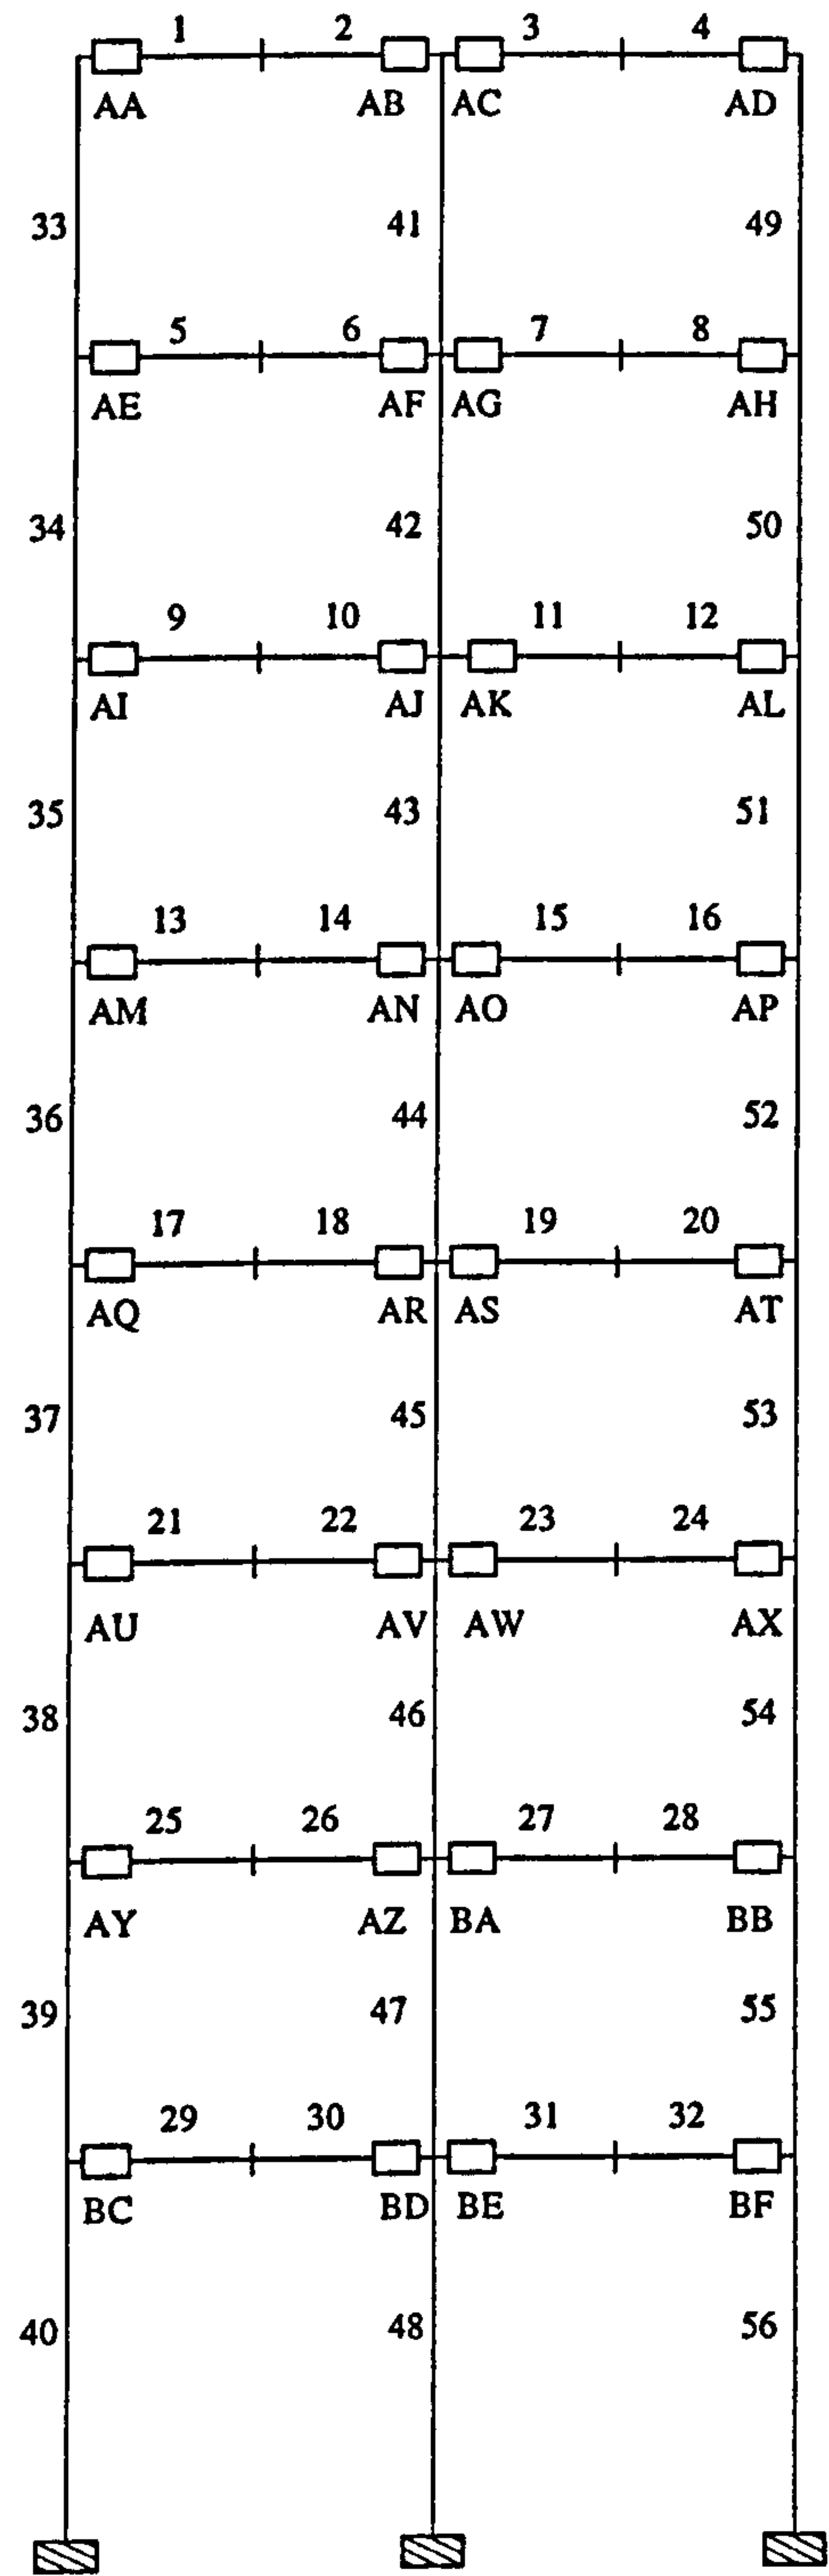 1 2 3 4
AA AB AC AD
33 41 49
5 6 7 8
AE AF AG AH
34 42 50
9 10 11 12
AI AJ AK AL
35 43 51
13 14 15 16
AM AN AO AP
36 44 52
17 18 19 20
AQ AR AS AT
37 45 53
21 22 23 24
AU AV AW AX
38 46 54
25 26 27 28
AY AZ BA BB
39 47 55
29 30 31 32
BC BD BE BF
40 48 56